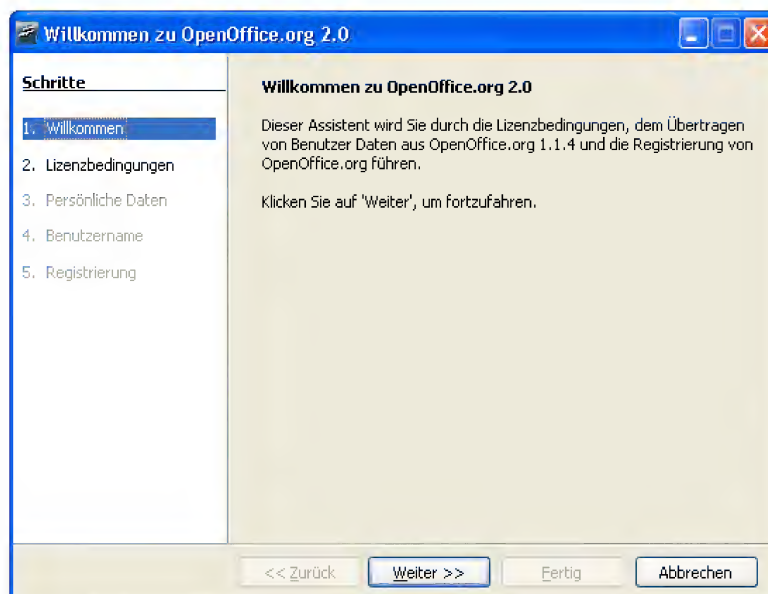 Willkommen zu OpenOffice.org 2.0
Schritte
1. Willkommen
2. Lizenzbedingungen
3. Persönliche Daten
4. Benutzername
5. Registrierung
Willkommen zu OpenOffice.org 2.0
Dieser Assistent wird Sie durch die Lizenzbedingungen, dem Übertragen
von Benutzer Daten aus OpenOffice.org 1.1.4 und die Registrierung von
OpenOffice.org führen.
Klicken Sie auf 'Weiter', um fortzufahren.
<< Zurück Weiter >> Fertig Abbrechen